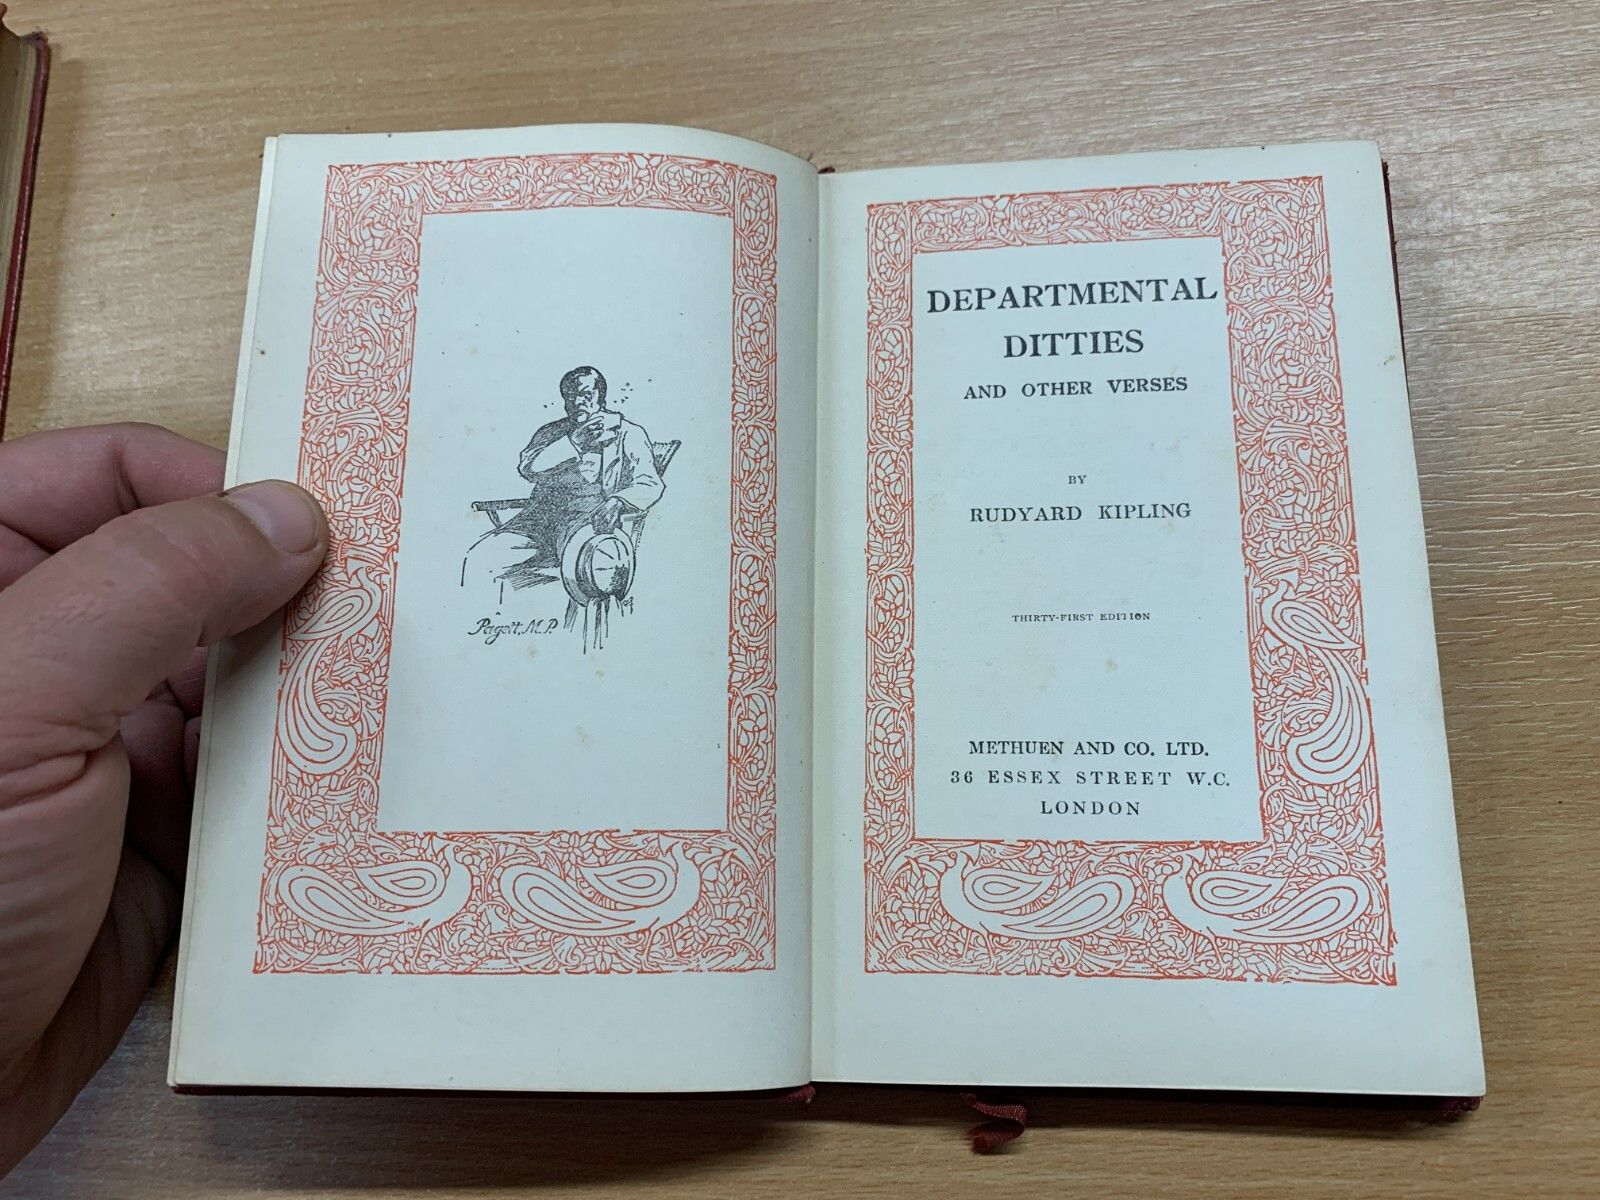 Pagett, M.P.
DEPARTMENTAL
DITTIES
AND OTHER VERSES
BY
RUDYARD KIPLING
THIRTY-FIRST EDITION
METHUEN AND CO. LTD.
36 ESSEX STREET W.C.
LONDON